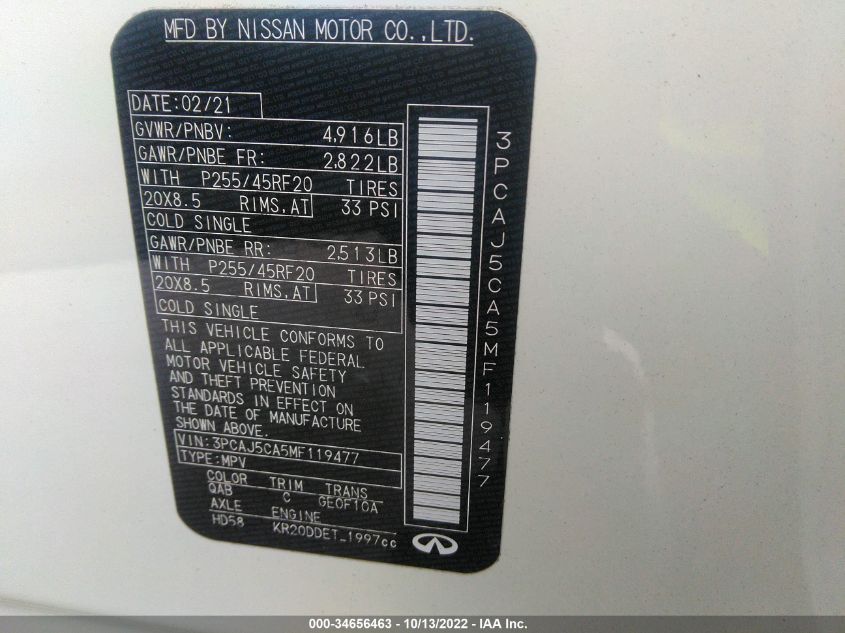 MFD BY NISSAN MOTOR CO.,LTD.
DATE:02/21
GVWR/PNBV: 4,916LB
GAWR/PNBE FR: 2,822LB
WITH P255/45RF20 TIRES
20X8.5 RIMS,AT 33 PSI
COLD SINGLE
GAWR/PNBE RR: 2,513LB
WITH P255/45RF20 TIRES
20X8.5 RIMS,AT 33 PSI
COLD SINGLE
THIS VEHICLE CONFORMS TO
ALL APPLICABLE FEDERAL
MOTOR VEHICLE SAFETY
AND THEFT PREVENTION
STANDARDS IN EFFECT ON
THE DATE OF MANUFACTURE
SHOWN ABOVE.
VIN:3PCAJ5CA5MF119477
TYPE:MPV
COLOR TRIM TRANS
QAB C GE0F10A
AXLE ENGINE
HD58 KR20DDET_1997cc
3PCAJ5CA5MF119477
000-34656463 - 10/13/2022 - IAA Inc.